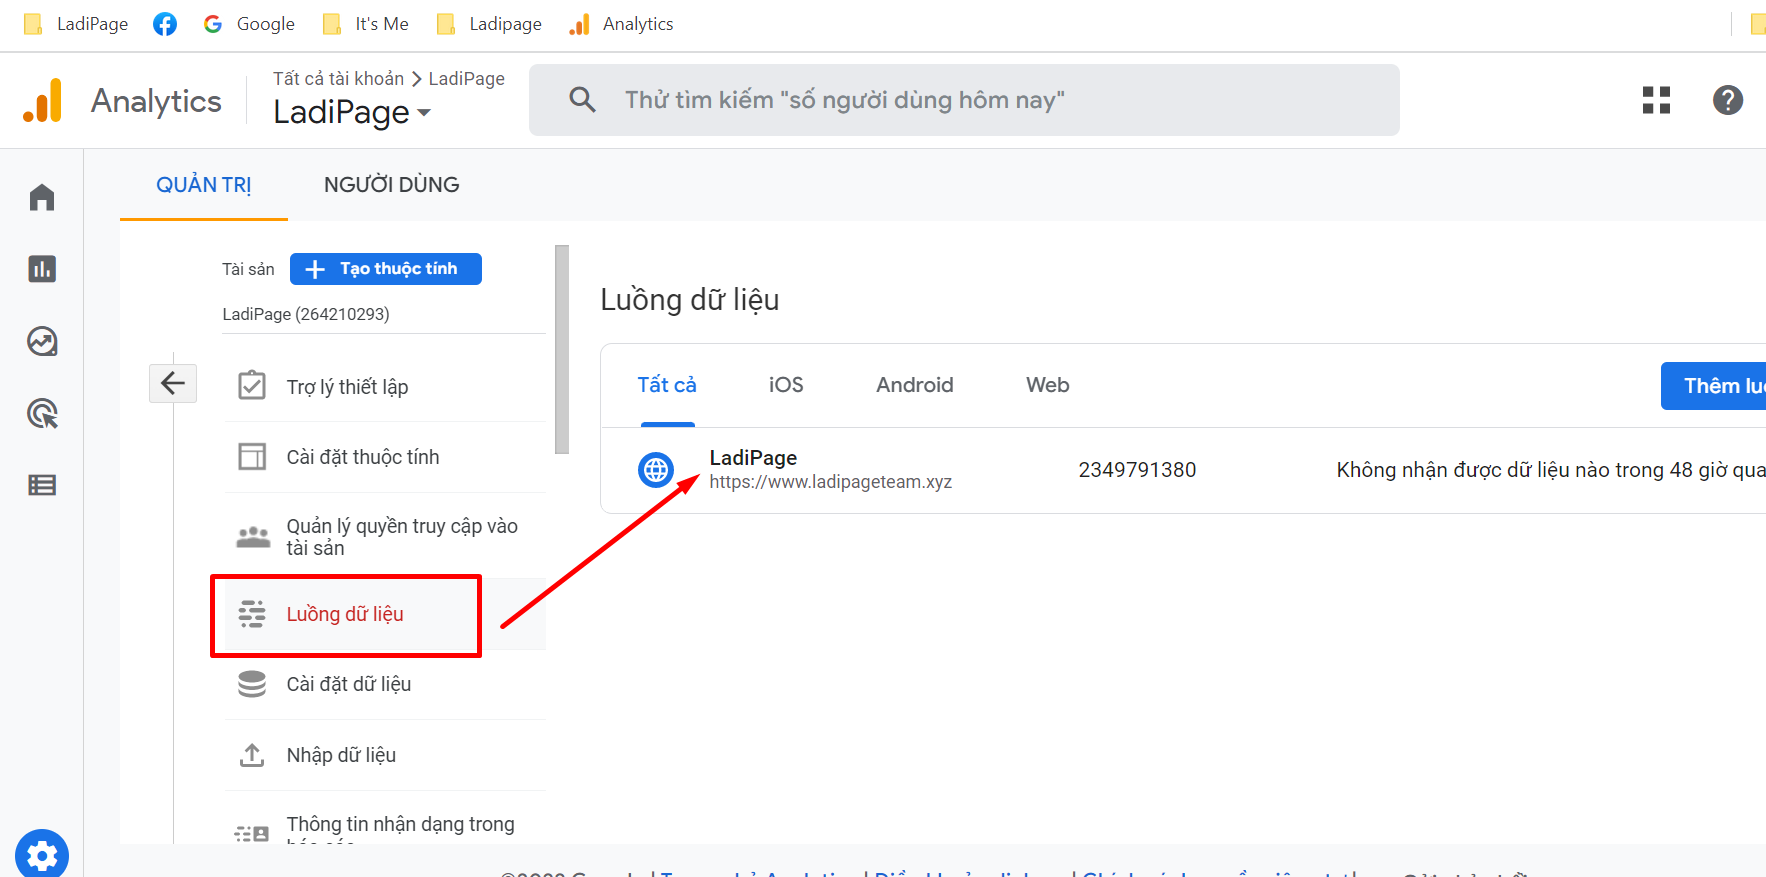 LadiPage
Google
It's Me
Ladipage
Analytics
Analytics
Tất cả tài khoản > LadiPage
LadiPage
Thử tìm kiếm "số người dùng hôm nay"
QUẢN TRỊ
NGƯỜI DÙNG
Tài sản
+ Tạo thuộc tính
LadiPage (264210293)
Trợ lý thiết lập
Cài đặt thuộc tính
Quản lý quyền truy cập vào
tài sản
Luồng dữ liệu
Cài đặt dữ liệu
Nhập dữ liệu
Thông tin nhận dạng trong
Luồng dữ liệu
Tất cả
iOS
Android
Web
Thêm
LadiPage
https://www.ladipageteam.xyz
2349791380
Không nhận được dữ liệu nào trong 48 giờ qua